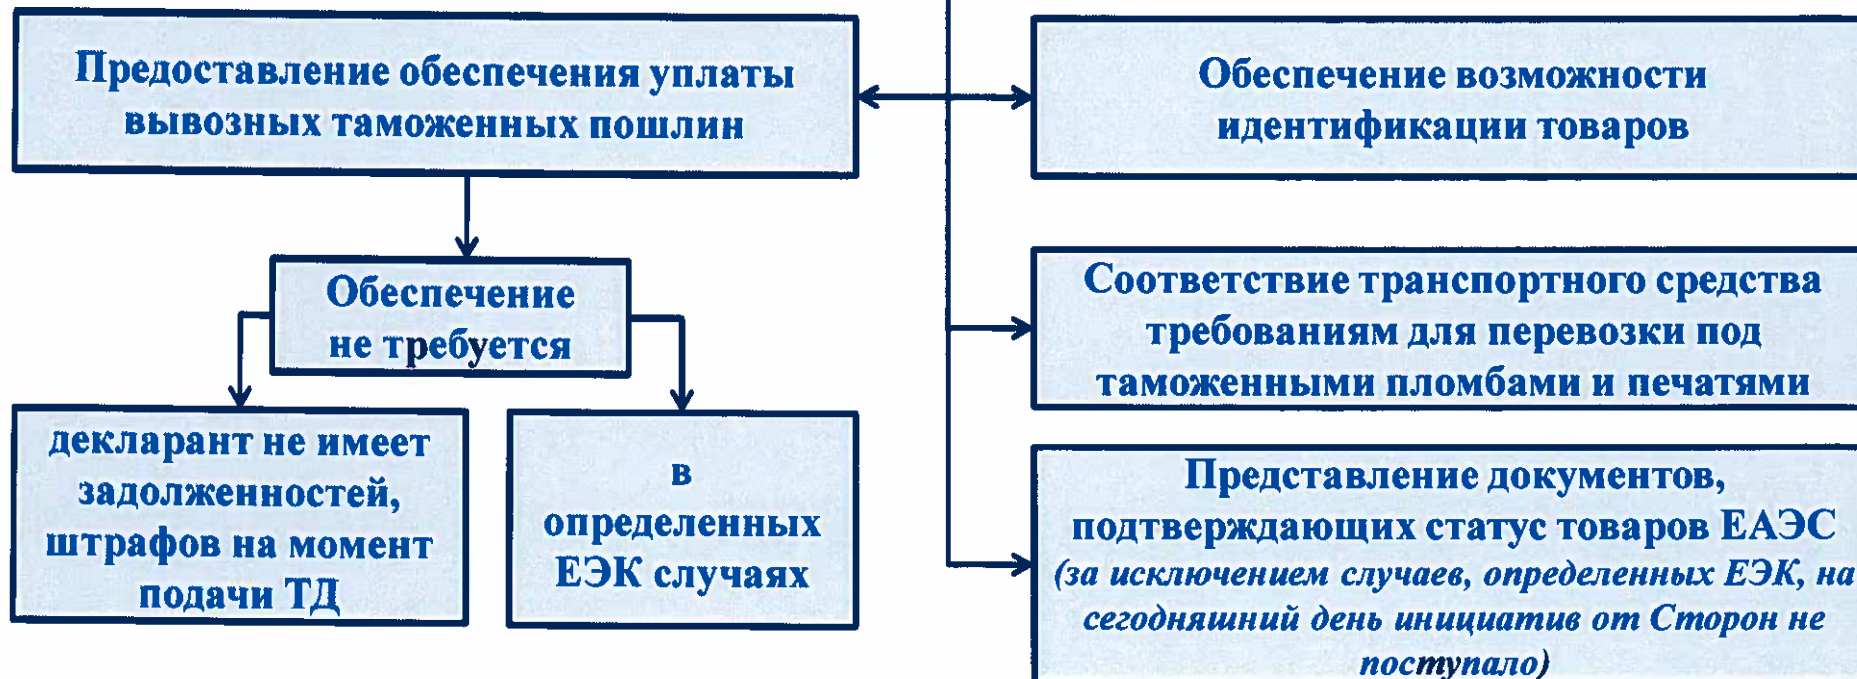 Предоставление обеспечения уплаты
вывозных таможенных пошлин
Обеспечение возможности
идентификации товаров
Обеспечение
не требуется
декларант не имеет
задолженностей,
штрафов на момент
подачи ТД
в
определенных
ЕЭК случаях
Соответствие транспортного средства
требованиям для перевозки под
таможенными пломбами и печатями
Представление документов,
подтверждающих статус товаров ЕАЭС
(за исключением случаев, определенных ЕЭК, на
сегодняшний день инициатив от Сторон не
поступало)